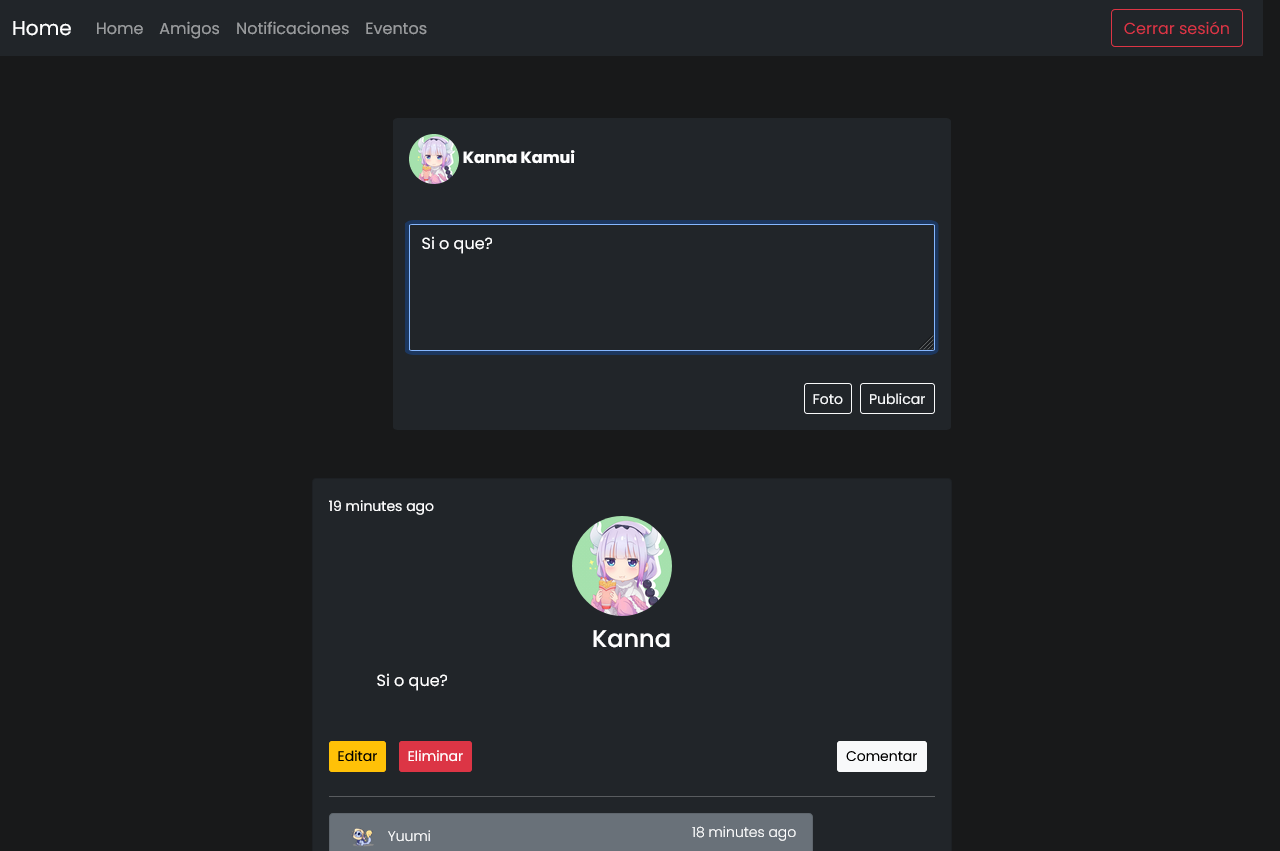 Home Home Amigos Notificaciones Eventos Cerrar sesión
Kanna Kamui
Si o que?
Foto Publicar
19 minutes ago
Kanna
Si o que?
Editar Eliminar Comentar
Yuumi 18 minutes ago